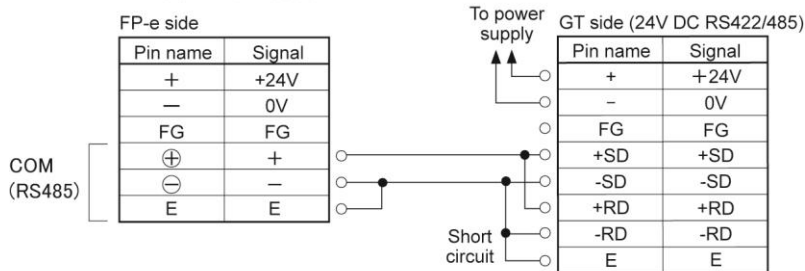 FP-e side
Pin name Signal
+ +24V
− 0V
FG FG
⊕ +
⊖ −
E E
COM
(RS485)
To power
supply
Short
circuit
GT side (24V DC RS422/485)
Pin name Signal
+ +24V
− 0V
FG FG
+SD +SD
-SD -SD
+RD +RD
-RD -RD
E E